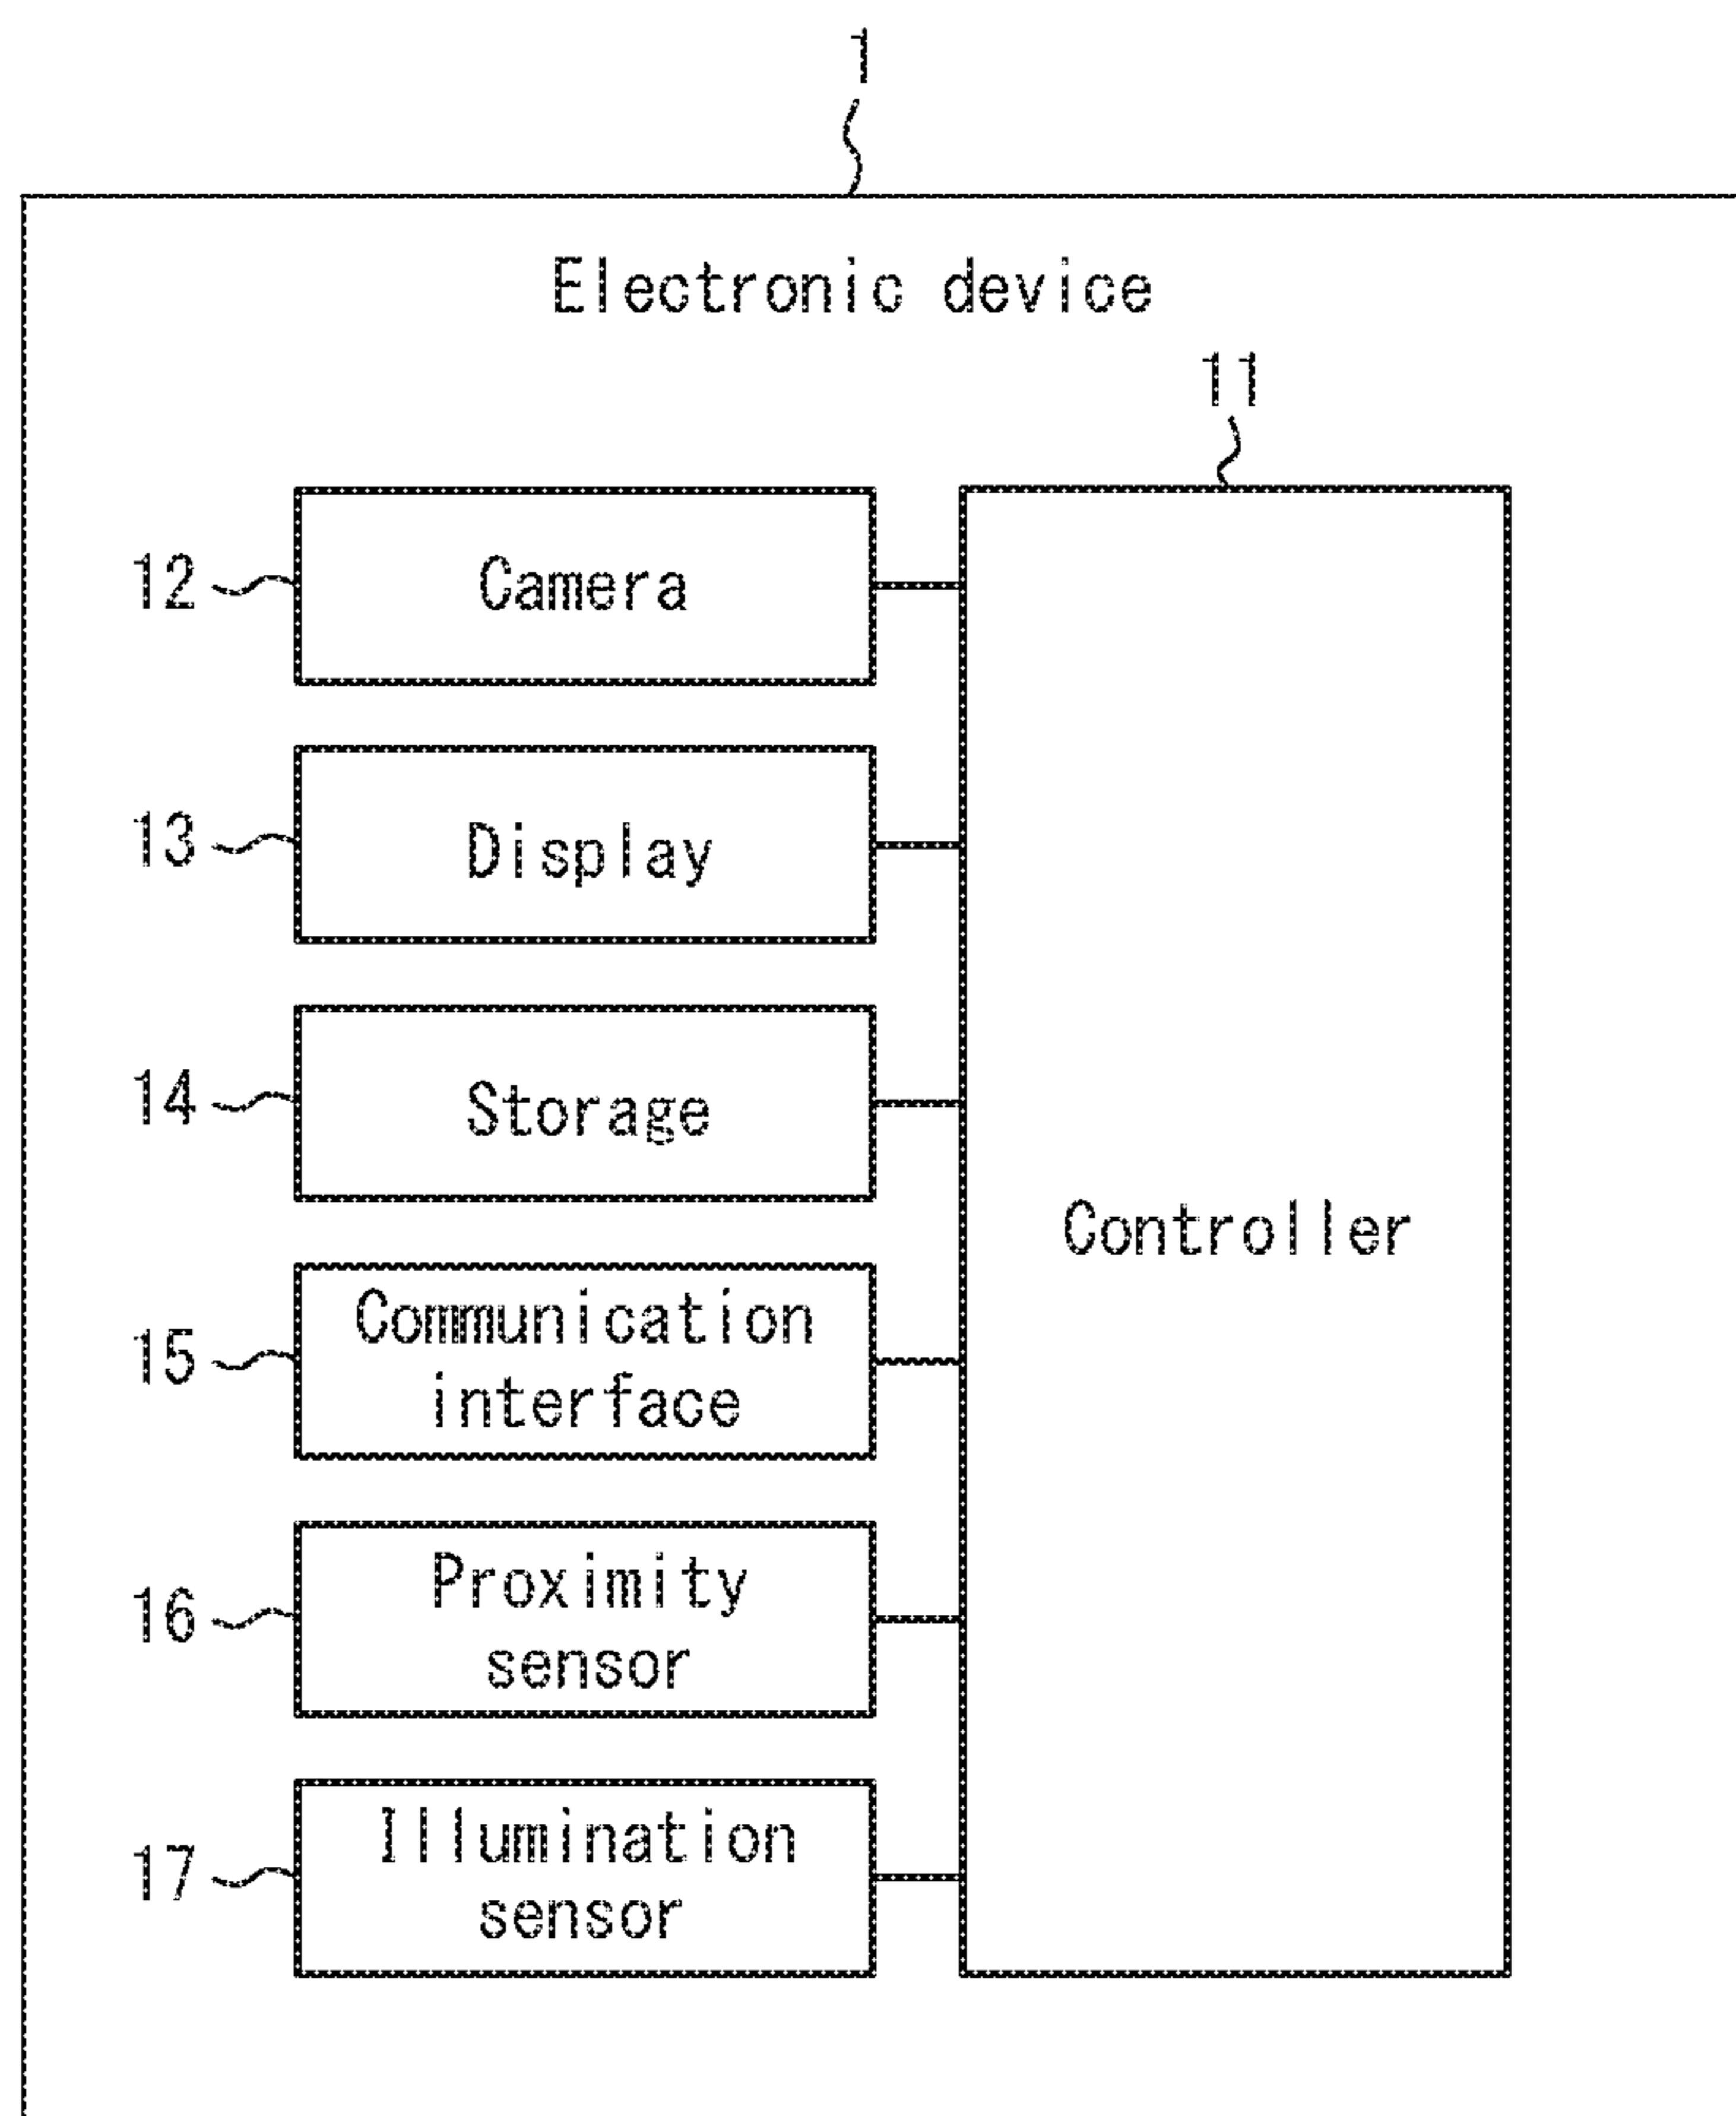 1
Electronic device
11
12
Camera
13
Display
14
Storage
Controller
15
Communication
interface
16
Proximity
sensor
17
Illumination
sensor